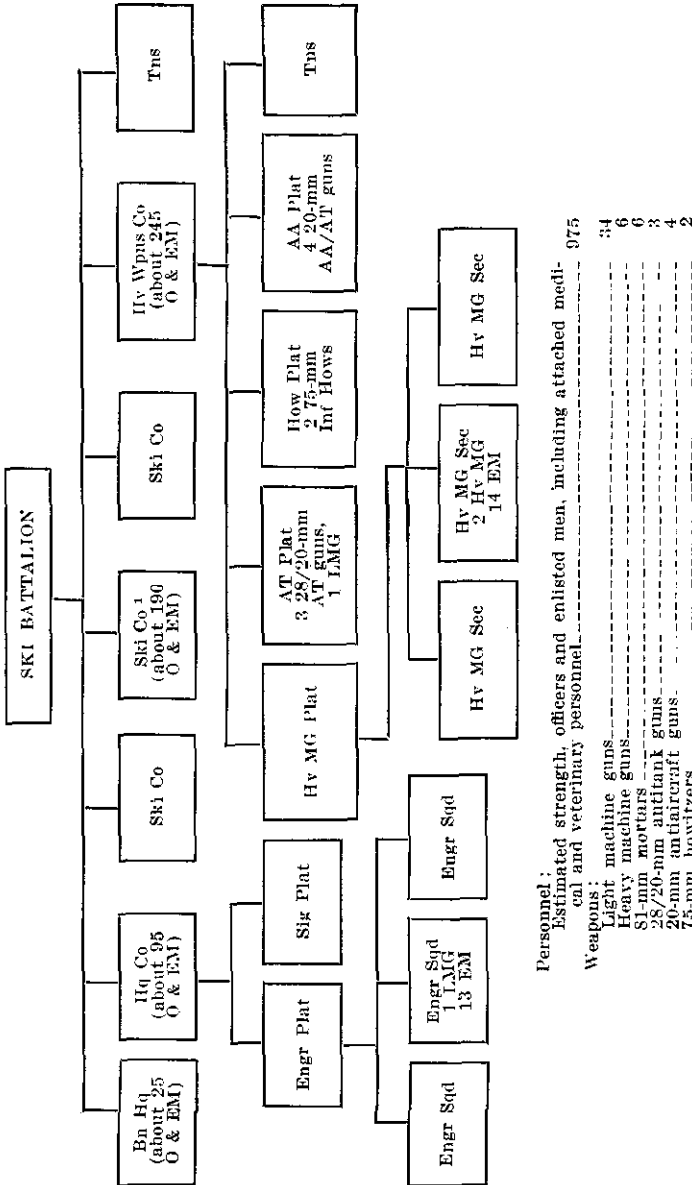 SKI BATTALION
Bn Hq
(about 25
O & EM)
Hq Co
(about 95
O & EM)
Ski Co
Ski Co 1
(about 190
O & EM)
Ski Co
Hv Wpns Co
(about 245
O & EM)
Tns
Engr Plat
Sig Plat
Hv MG Plat
AT Plat
3 28/20-mm
AT guns,
1 LMG
How Plat
2 75-mm
Inf Hows
AA Plat
4 20-mm
AA/AT guns
Tns
Engr Sqd
Engr Sqd
1 LMG
13 EM
Engr Sqd
Hv MG Sec
Hv MG Sec
2 Hv MG
14 EM
Hv MG Sec
Personnel:
Estimated strength, officers and enlisted men, including attached medi-
cal and veterinary personnel 975
Weapons:
Light machine guns 34
Heavy machine guns 6
81-mm mortars 6
28/20-mm antitank guns 3
20-mm antiaircraft guns 4
75-mm howitzers 2